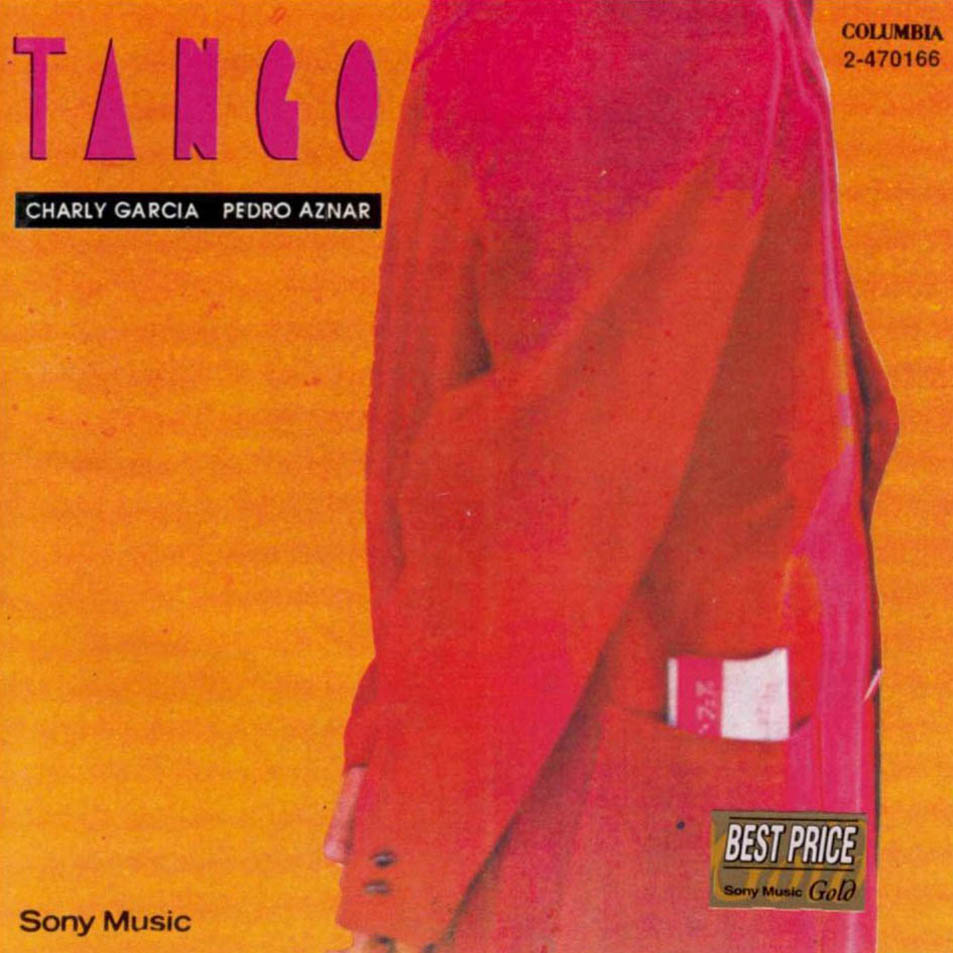 TANGO
CHARLY GARCIA PEDRO AZNAR
COLUMBIA
2-470166
BEST PRICE
Sony Music Gold
Sony Music